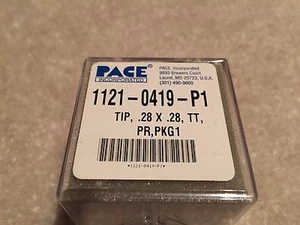 PACE
INCORPORATED
PACE, Incorporated
9893 Brewers Court
Laurel, MD 20723, U.S.A.
(301) 490-9860
1121-0419-P1
TIP, .28 X .28, TT,
PR,PKG1
*1121-0419-P1*